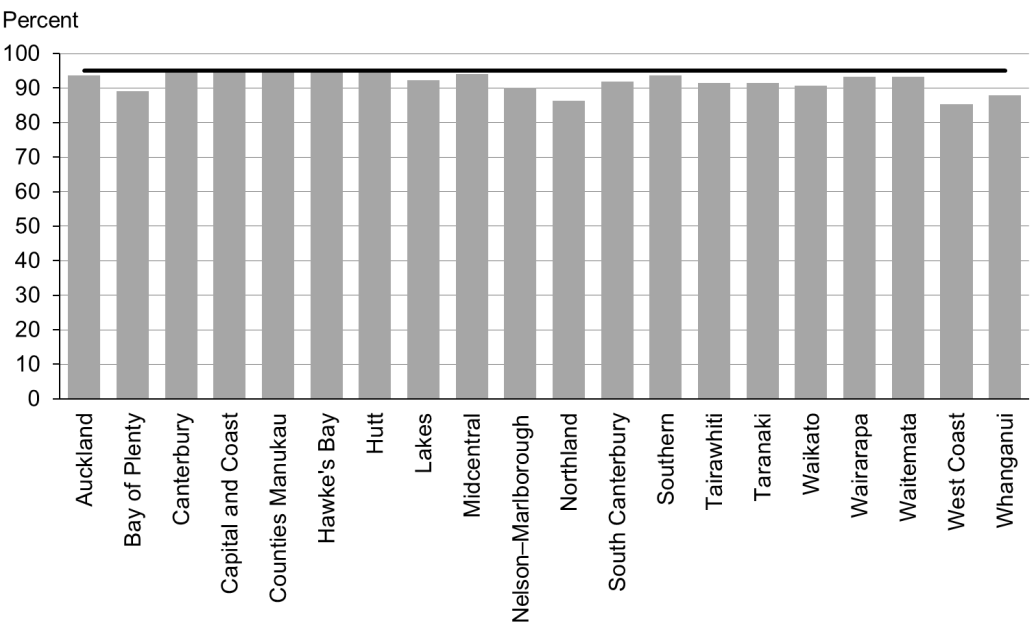 Percent
100
90
80
70
60
50
40
30
20
10
0
Auckland
Bay of Plenty
Canterbury
Capital and Coast
Counties Manukau
Hawke's Bay
Hutt
Lakes
Midcentral
Nelson–Marlborough
Northland
South Canterbury
Southern
Tairawhiti
Taranaki
Waikato
Wairarapa
Waitemata
West Coast
Whanganui